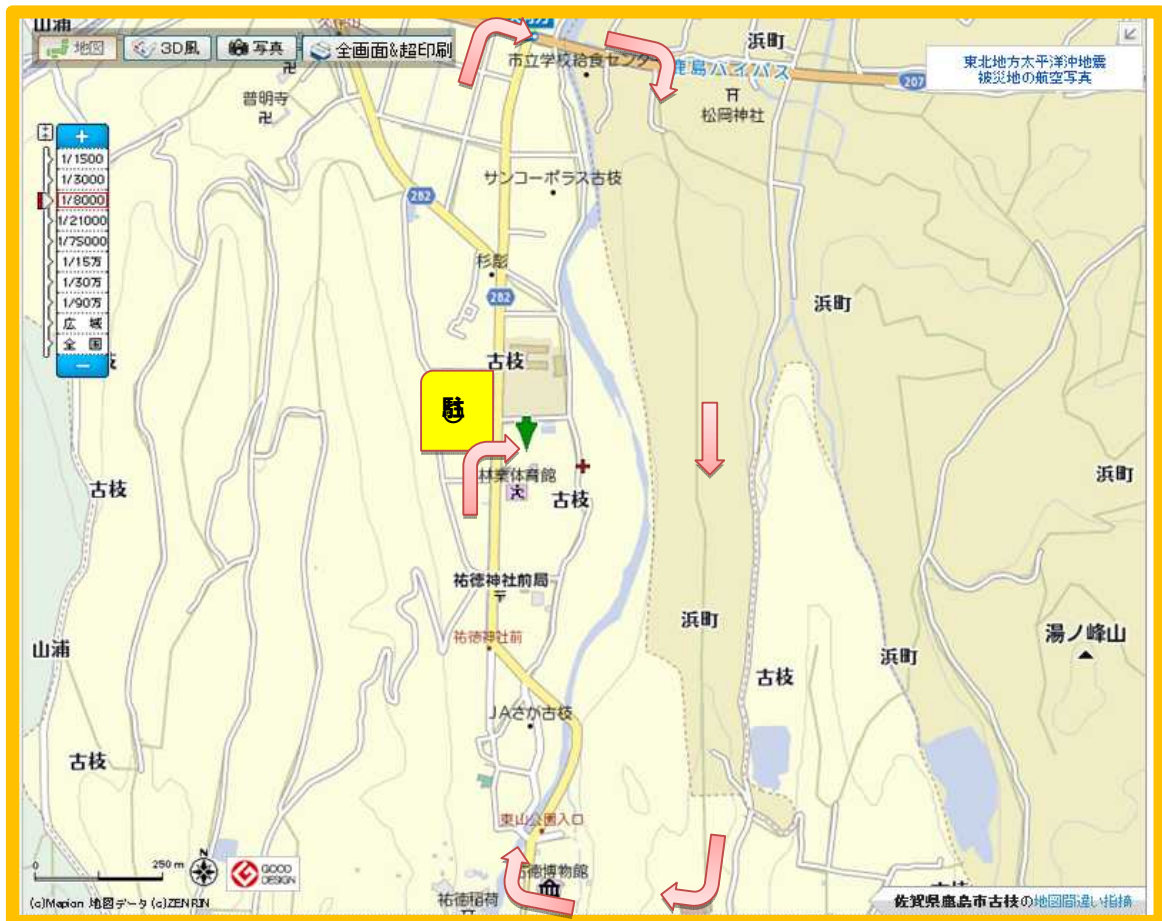 山浦
地図
3D風
写真
全画面&超印刷
浜町
東北地方太平洋沖地震
被災地の航空写真
市立学校給食センター
鹿島バイパス
207
普明寺
松岡神社
+
1/1500
1/3000
1/8000
1/21000
1/75000
1/15万
1/30万
1/90万
広 域
全 国
−
サンコーポラス古枝
282
杉彫
282
浜町
古枝
林業体育館
古枝
古枝
浜町
祐徳神社前局
浜町
湯ノ峰山
山浦
祐徳神社前
浜町
古枝
JAさが古枝
古枝
東山公園入口
祐徳博物館
祐徳稲荷
0
250 m
N
GOOD
DESIGN
(c)Mapion 地図データ (c)ZENRIN
佐賀県鹿島市古枝の地図間違い指摘